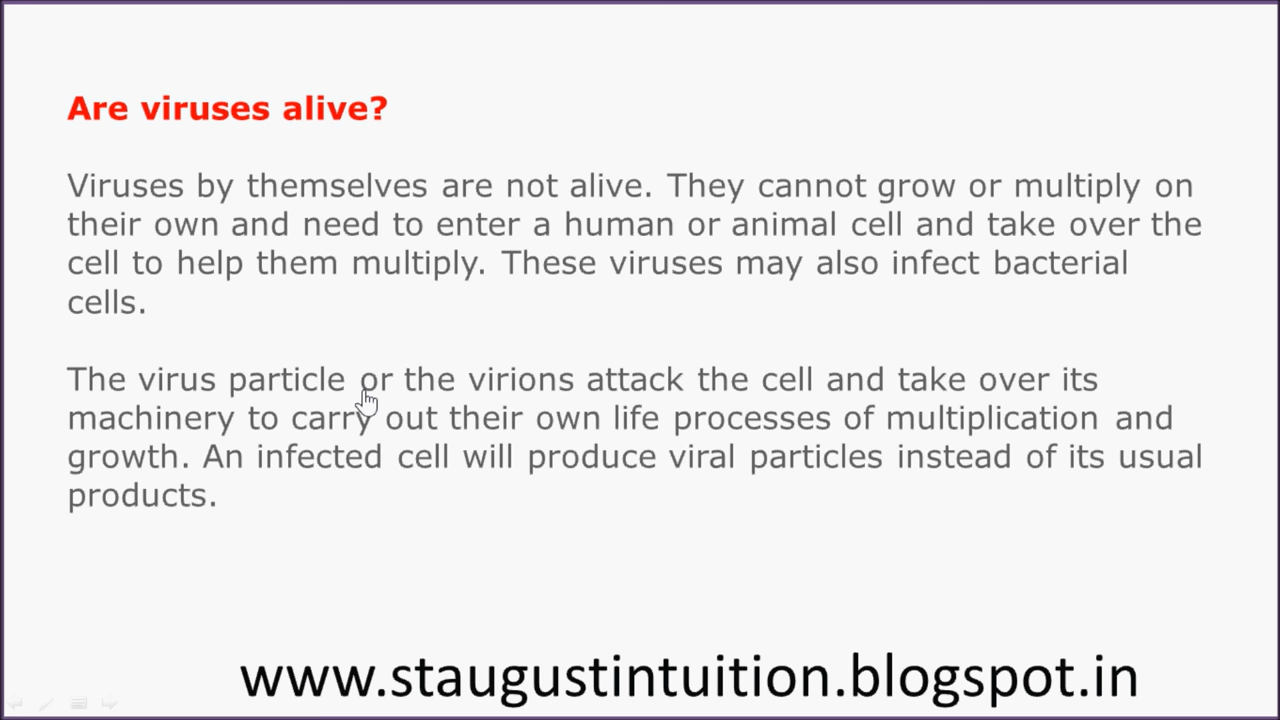 Are viruses alive?
Viruses by themselves are not alive. They cannot grow or multiply on
their own and need to enter a human or animal cell and take over the
cell to help them multiply. These viruses may also infect bacterial
cells.
The virus particle or the virions attack the cell and take over its
machinery to carry out their own life processes of multiplication and
growth. An infected cell will produce viral particles instead of its usual
products.
www.staugustintuition.blogspot.in